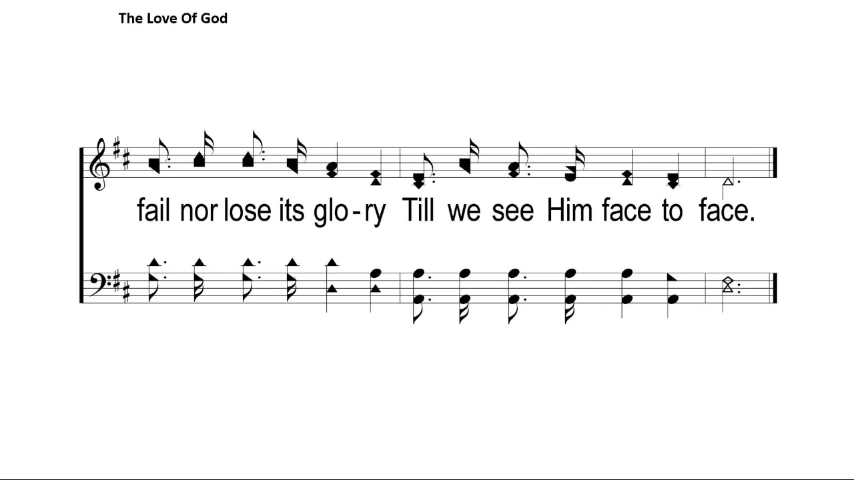 The Love Of God
fail nor lose its glo-ry Till we see Him face to face.